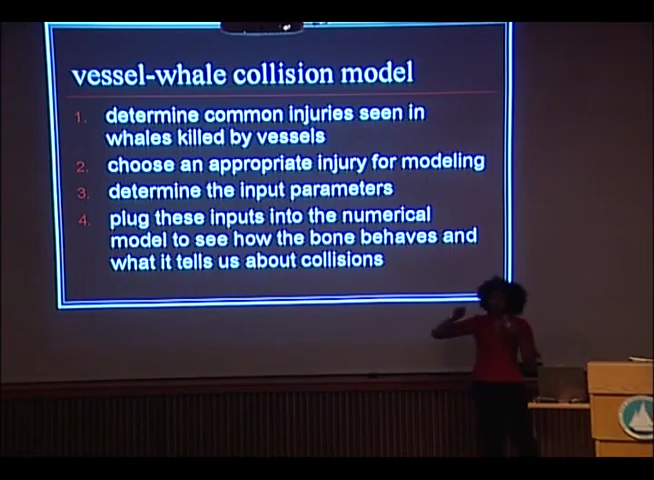 vessel-whale collision model
1. determine common injuries seen in
whales killed by vessels
2. choose an appropriate injury for modeling
3. determine the input parameters
4. plug these inputs into the numerical
model to see how the bone behaves and
what it tells us about collisions